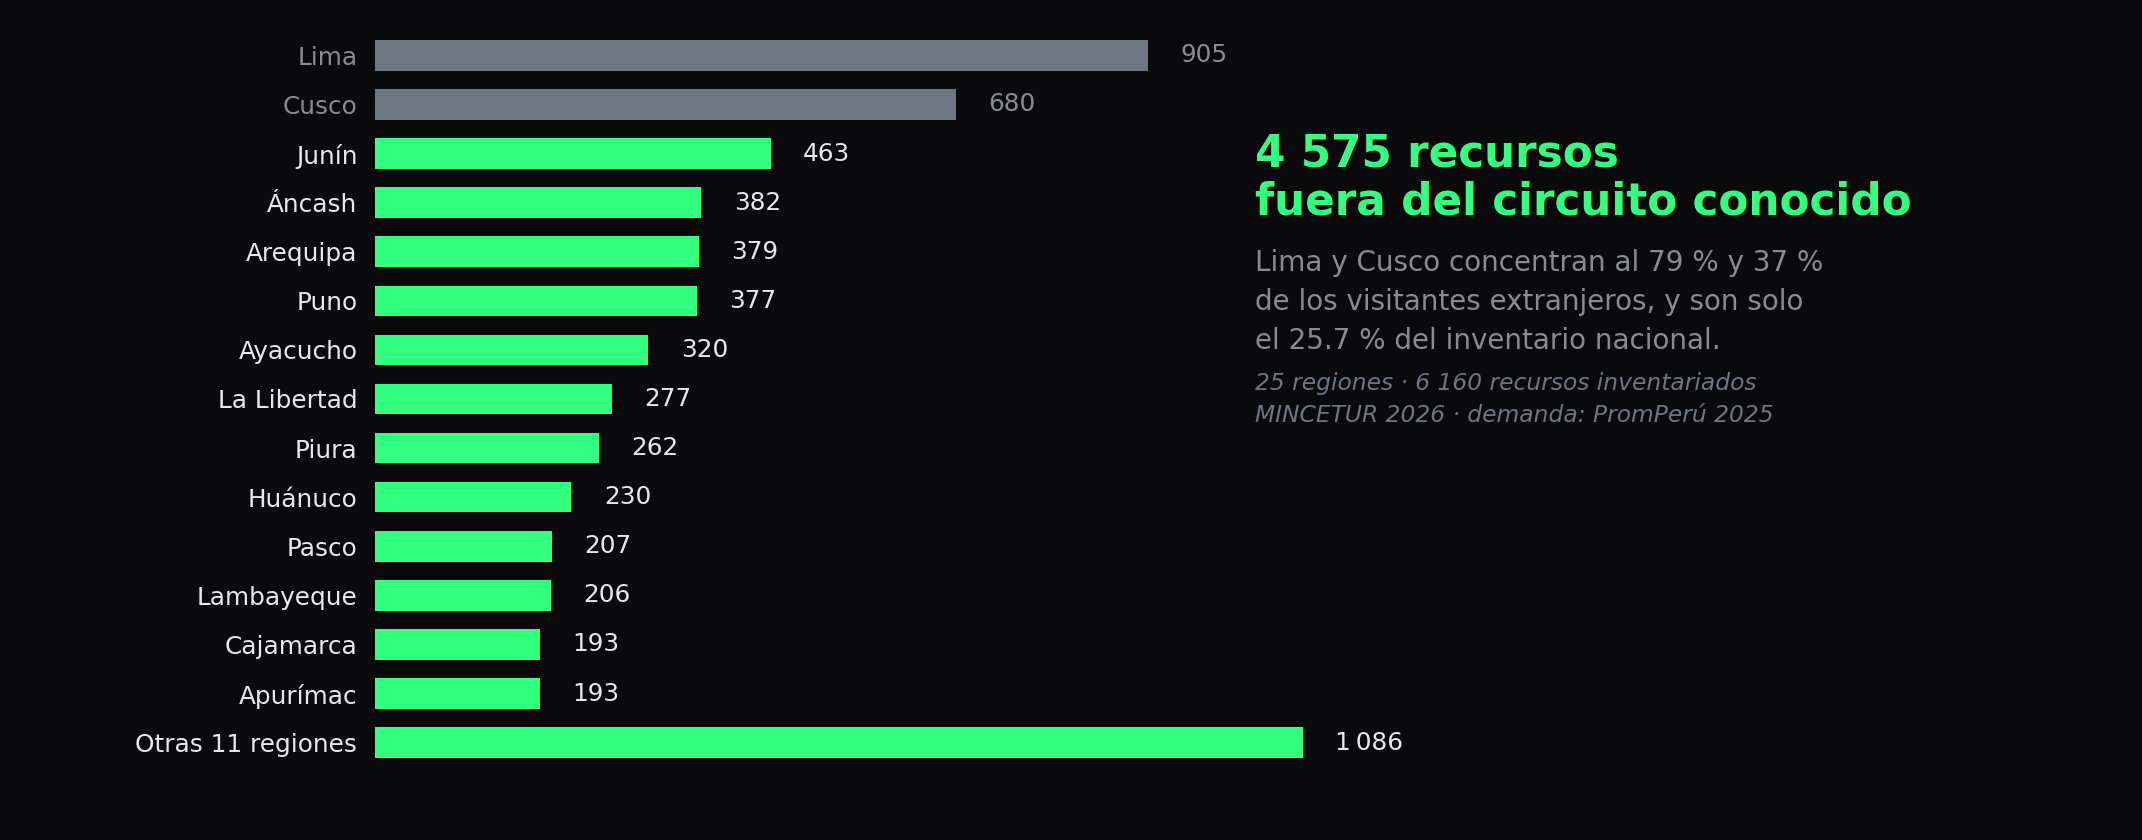 Lima 905
Cusco 680
Junín 463
Áncash 382
Arequipa 379
Puno 377
Ayacucho 320
La Libertad 277
Piura 262
Huánuco 230
Pasco 207
Lambayeque 206
Cajamarca 193
Apurímac 193
Otras 11 regiones 1 086
4 575 recursos
fuera del circuito conocido
Lima y Cusco concentran al 79 % y 37 %
de los visitantes extranjeros, y son solo
el 25.7 % del inventario nacional.
25 regiones · 6 160 recursos inventariados
MINCETUR 2026 · demanda: PromPerú 2025